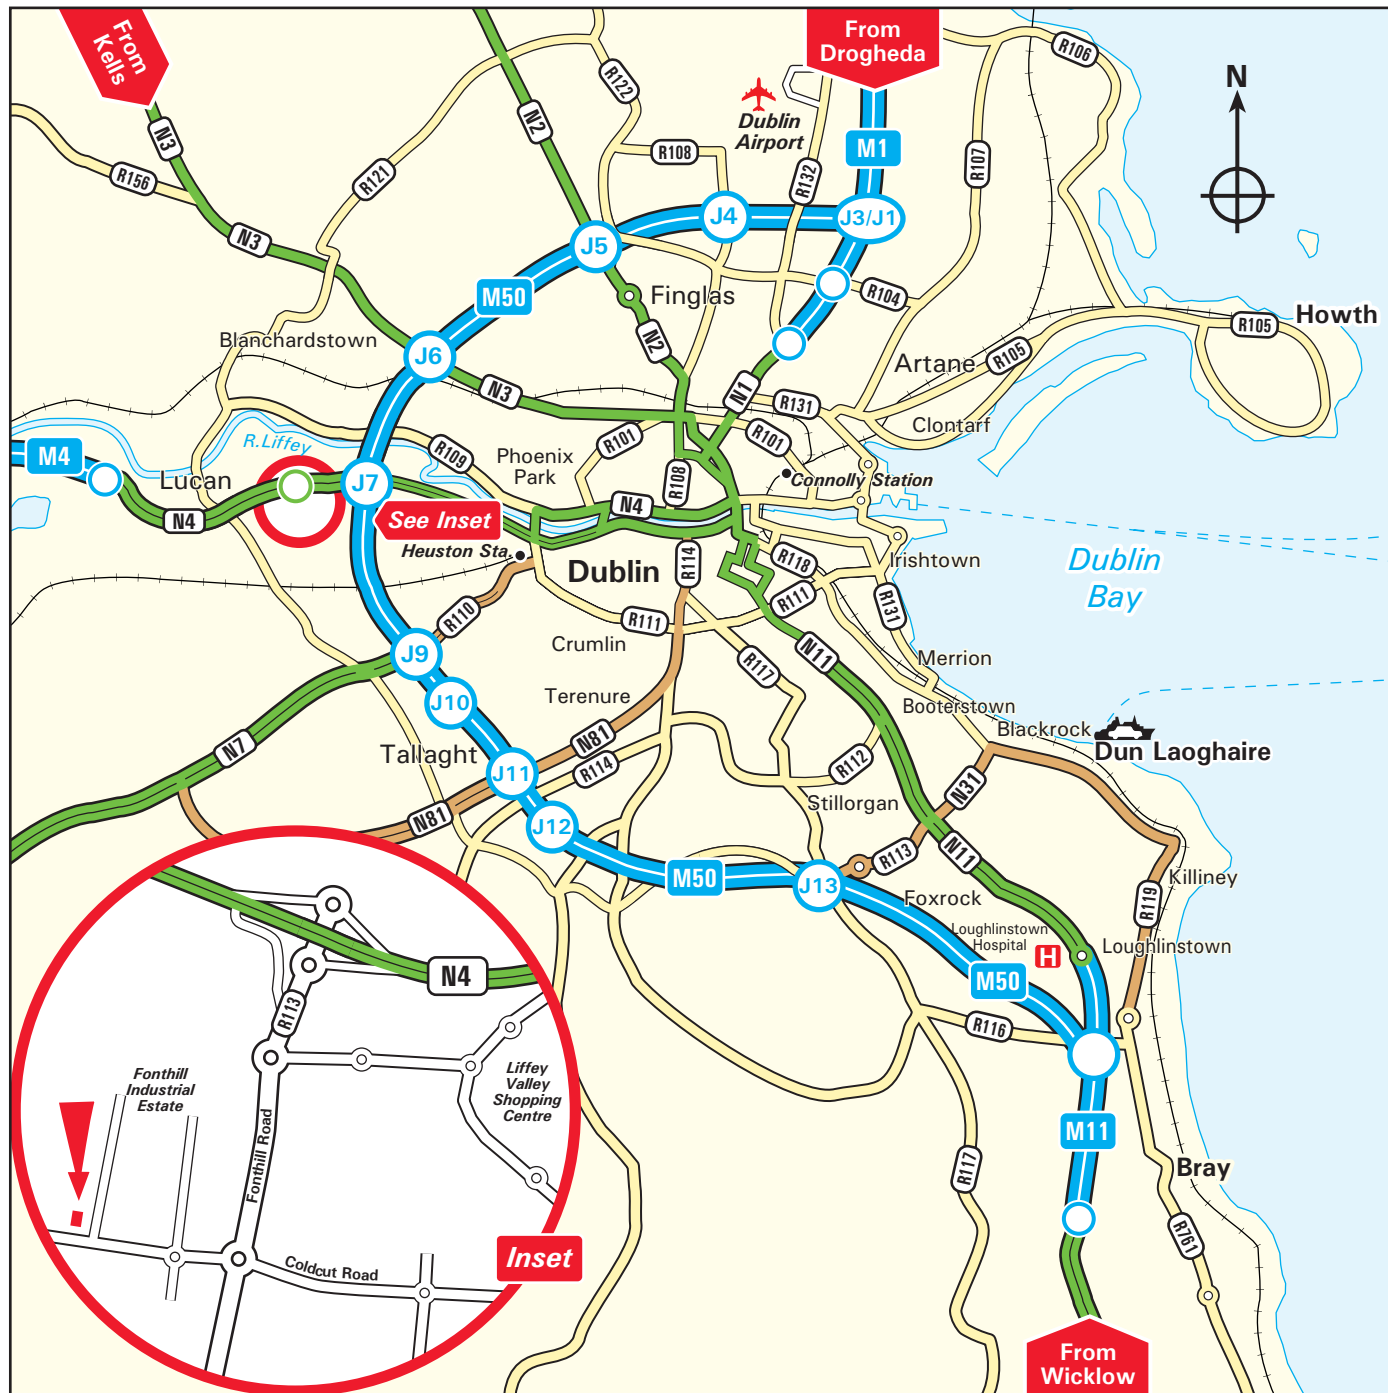 From
Kells
From
Drogheda
R106
N
R122
N2
Dublin
Airport
M1
N3
R108
R107
R156
R121
R132
J4
J3/J1
N3
J5
M50
Finglas
R104
Howth
R105
Blanchardstown
J6
N2
Artane
R105
N3
N1
R131
Clontarf
R.Liffey
R109
R101
R101
M4
Lucan
Phoenix
Park
J7
R108
Connolly Station
N4
N4
See Inset
Heuston Sta.
R114
R118
Irishtown
Dublin
Dublin
Bay
R110
R111
R111
R131
Crumlin
J9
N11
Merrion
R117
Terenure
J10
Booterstown
Blackrock
N7
Tallaght
N81
Dun Laoghaire
J11
R114
R112
N31
Stillorgan
N81
J12
R113
N11
M50
J13
Killiney
Foxrock
R119
Loughlinstown
Hospital
H
Loughlinstown
N4
M50
R113
R116
Fonthill
Industrial
Estate
Liffey
Valley
Shopping
Centre
M11
Fonthill Road
R117
Bray
R761
Inset
Coldcut Road
From
Wicklow